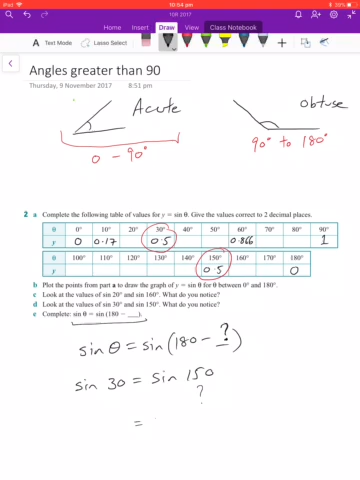 iPad 10:54 pm 38%
10R 2017
Home Insert Draw View Class Notebook
A Text Mode Lasso Select
Angles greater than 90
Thursday, 9 November 2017 8:51 pm
Acute
obtuse
0 - 90°
90° to 180°
2 a Complete the following table of values for y = sin θ. Give the values correct to 2 decimal places.
θ 0° 10° 20° 30° 40° 50° 60° 70° 80° 90°
y 0 0.17 0.5 0.866 1
θ 100° 110° 120° 130° 140° 150° 160° 170° 180°
y 0.5 0
b Plot the points from part a to draw the graph of y = sin θ for θ between 0° and 180°.
c Look at the values of sin 20° and sin 160°. What do you notice?
d Look at the values of sin 30° and sin 150°. What do you notice?
e Complete: sin θ = sin (180 – __).
sin θ = sin (180 - ?)
sin 30 = sin 150
?
=